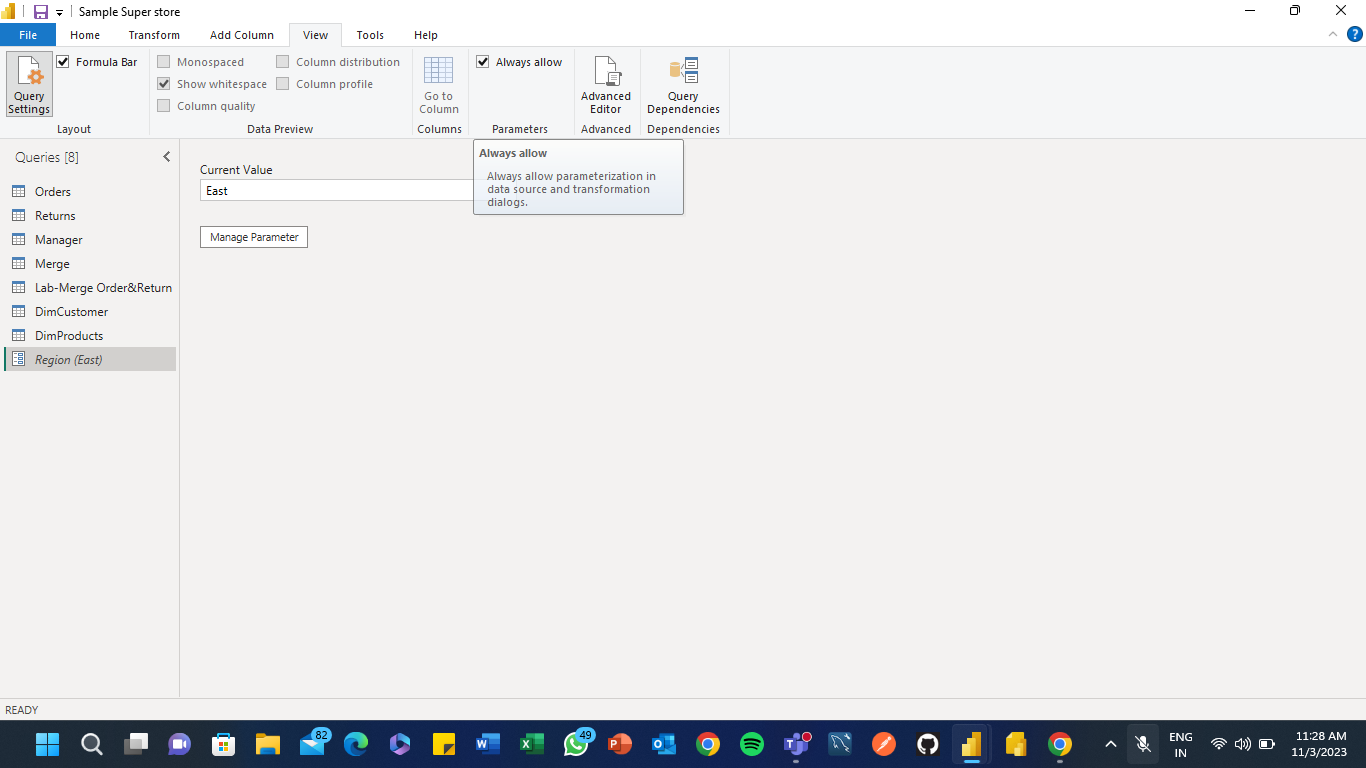 Sample Super store
File Home Transform Add Column View Tools Help
Query Settings
Formula Bar
Layout
Monospaced
Show whitespace
Column quality
Column distribution
Column profile
Data Preview
Go to Column
Columns
Always allow
Parameters
Advanced Editor
Advanced
Query Dependencies
Dependencies
Queries [8]
Orders
Returns
Manager
Merge
Lab-Merge Order&Return
DimCustomer
DimProducts
Region (East)
Current Value
East
Manage Parameter
Always allow
Always allow parameterization in
data source and transformation
dialogs.
READY
82
49
ENG
IN
11:28 AM
11/3/2023